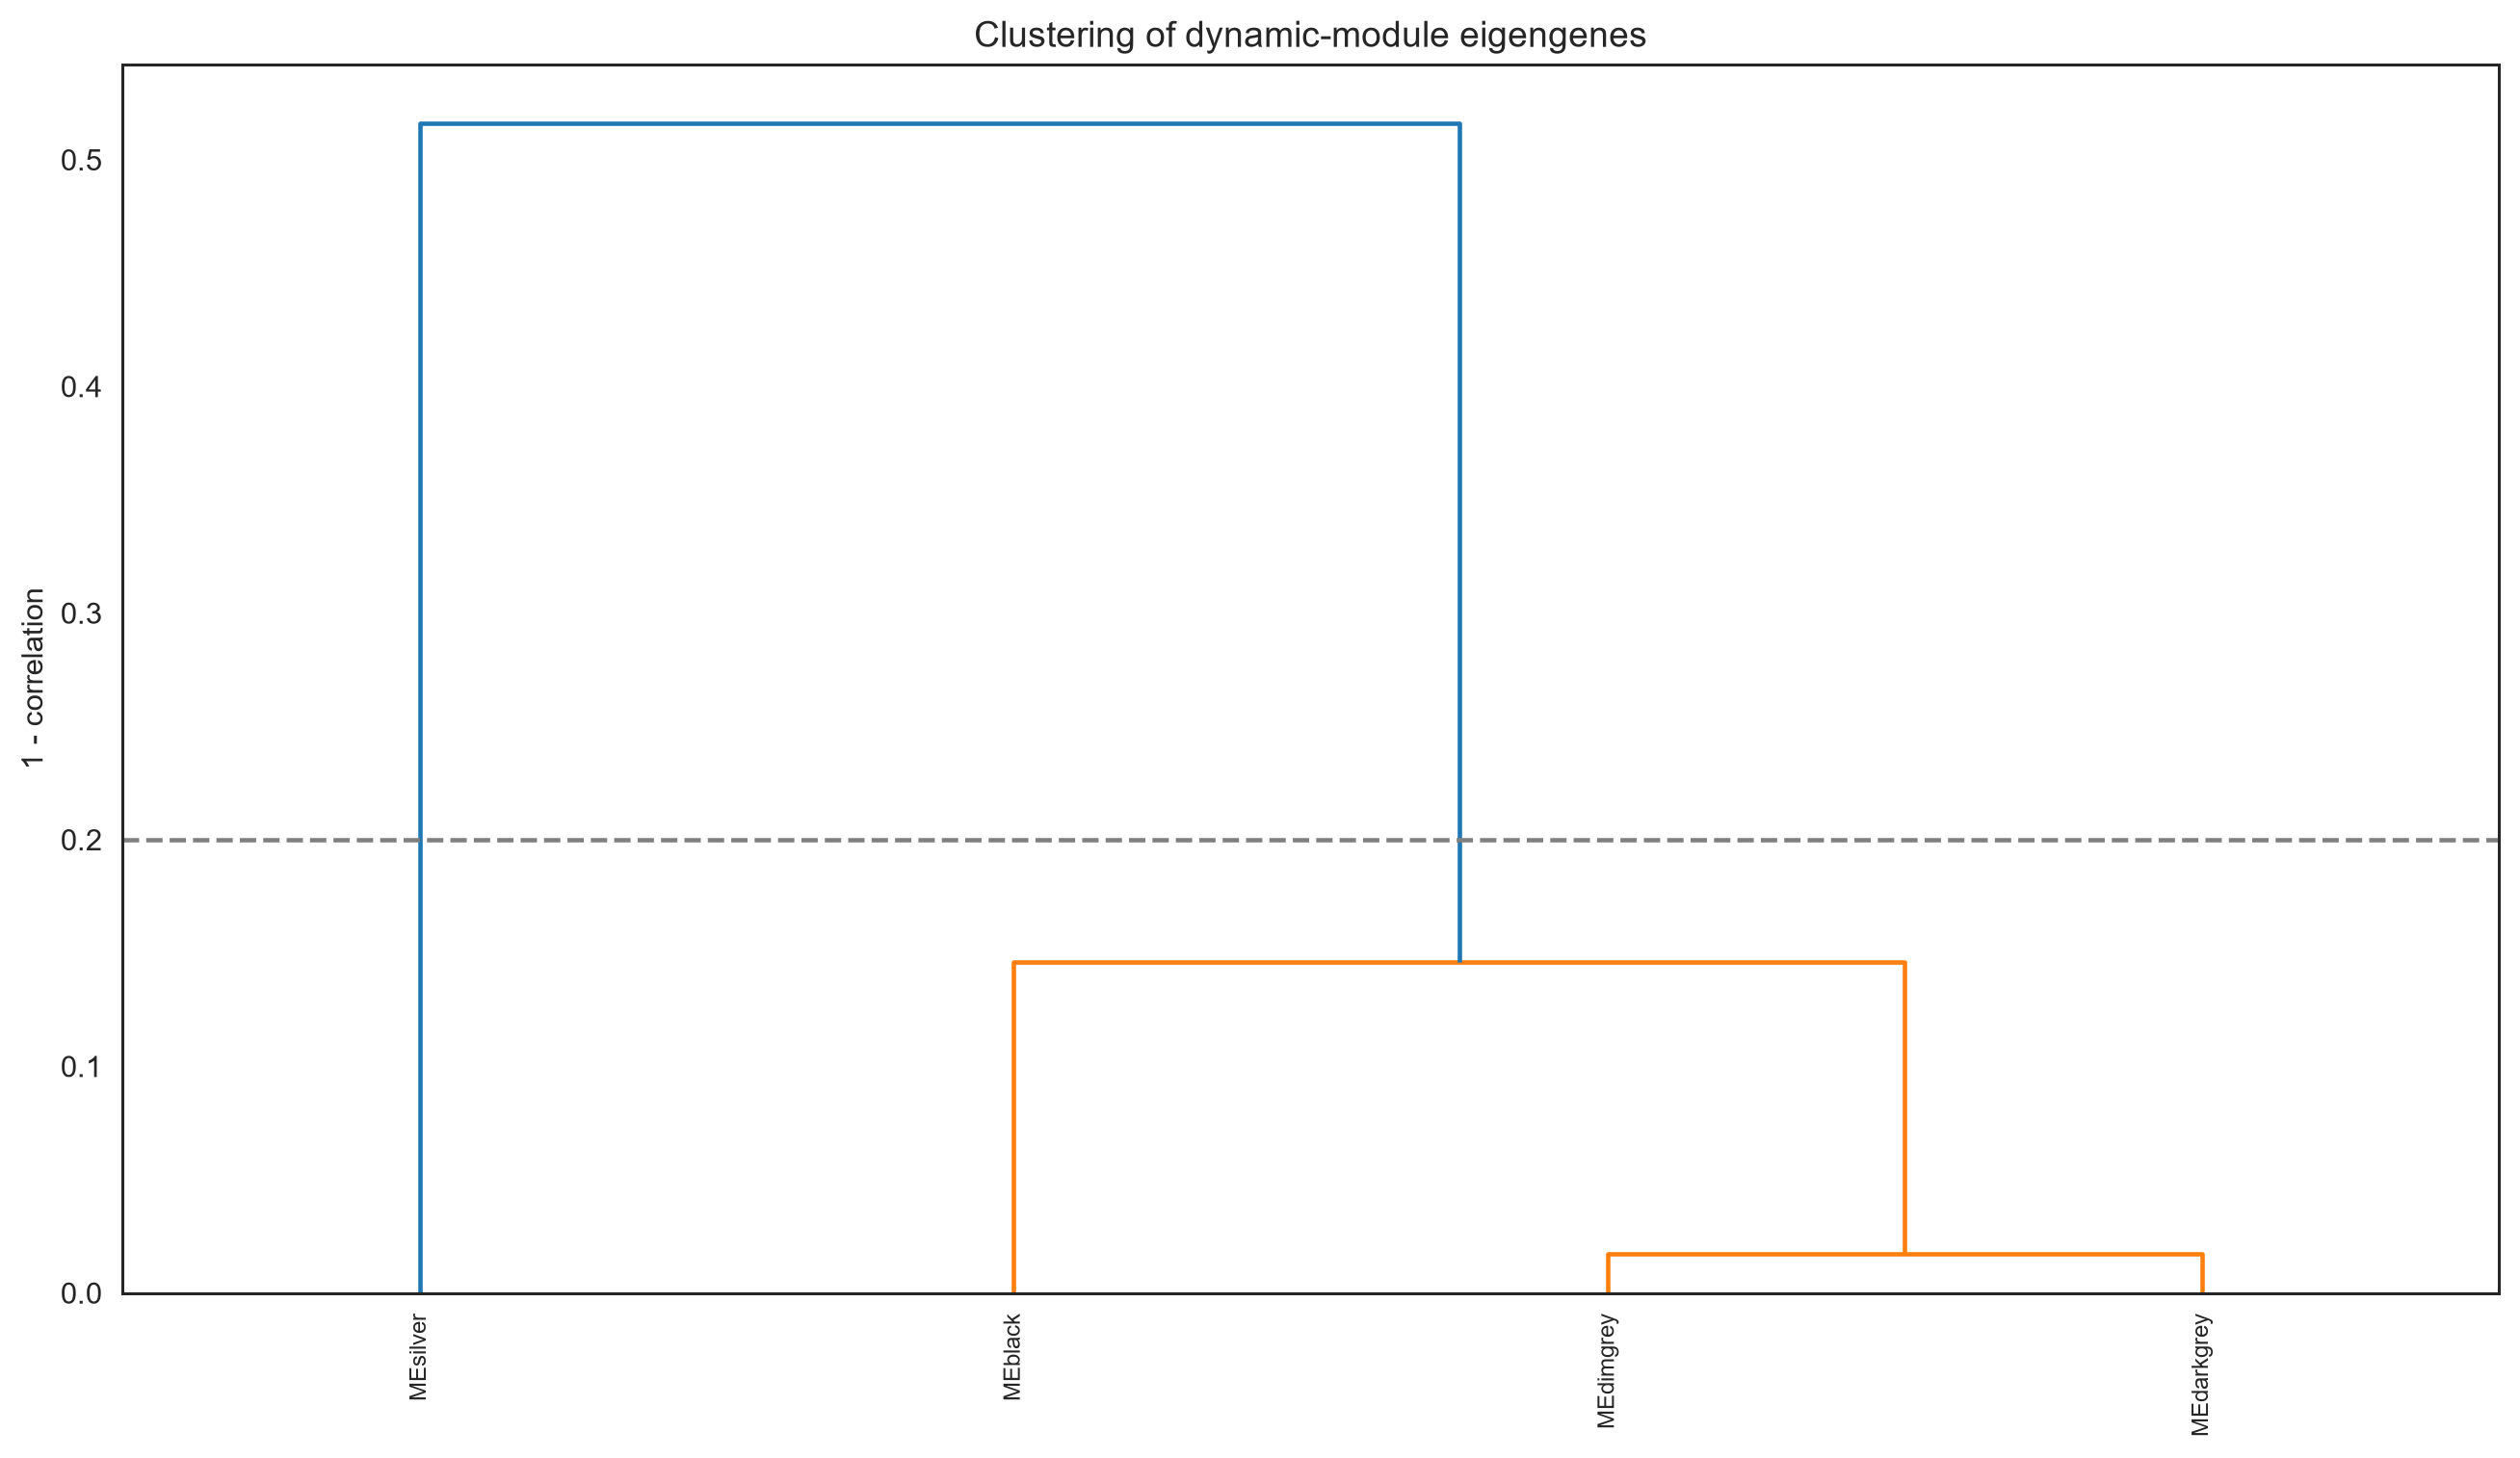 Clustering of dynamic-module eigengenes
1 - correlation
0.5
0.4
0.3
0.2
0.1
0.0
MEsilver
MEblack
MEdimgrey
MEdarkgrey